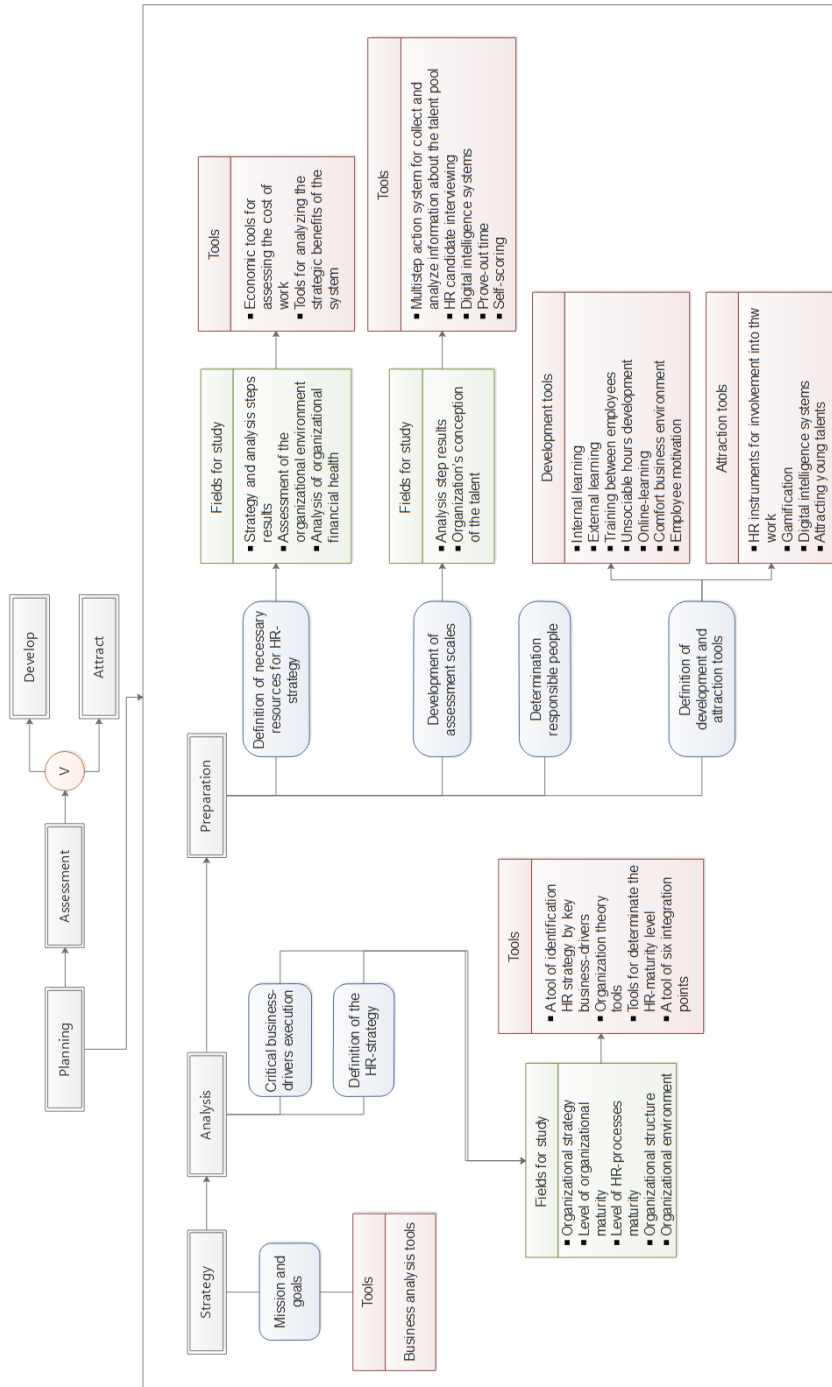 Planning
Assessment
V
Develop
Attract
Strategy
Mission and
goals
Tools
Business analysis tools
Analysis
Critical business-
drivers execution
Definition of the
HR-strategy
Fields for study
▪ Organizational strategy
▪ Level of organizational
maturity
▪ Level of HR-processes
maturity
▪ Organizational structure
▪ Organizational environment
Tools
▪ A tool of identification
HR strategy by key
business-drivers
▪ Organization theory
tools
▪ Tools for determinate the
HR-maturity level
▪ A tool of six integration
points
Preparation
Definition of necessary
resources for HR-
strategy
Fields for study
▪ Strategy and analysis steps
results
▪ Assessment of the
organizational environment
▪ Analysis of organizational
financial health
Tools
▪ Economic tools for
assessing the cost of
work
▪ Tools for analyzing the
strategic benefits of the
system
Development of
assessment scales
Fields for study
▪ Analysis step results
▪ Organization's conception
of the talent
Tools
▪ Multistep action system for collect and
analyze information about the talent pool
▪ HR candidate interviewing
▪ Digital intelligence systems
▪ Prove-out time
▪ Self-scoring
Determination
responsible people
Definition of
development and
attraction tools
Development tools
▪ Internal learning
▪ External learning
▪ Training between employees
▪ Unsociable hours development
▪ Online-learning
▪ Comfort business environment
▪ Employee motivation
Attraction tools
▪ HR instruments for involvement into thw
work
▪ Gamification
▪ Digital intelligence systems
▪ Attracting young talents